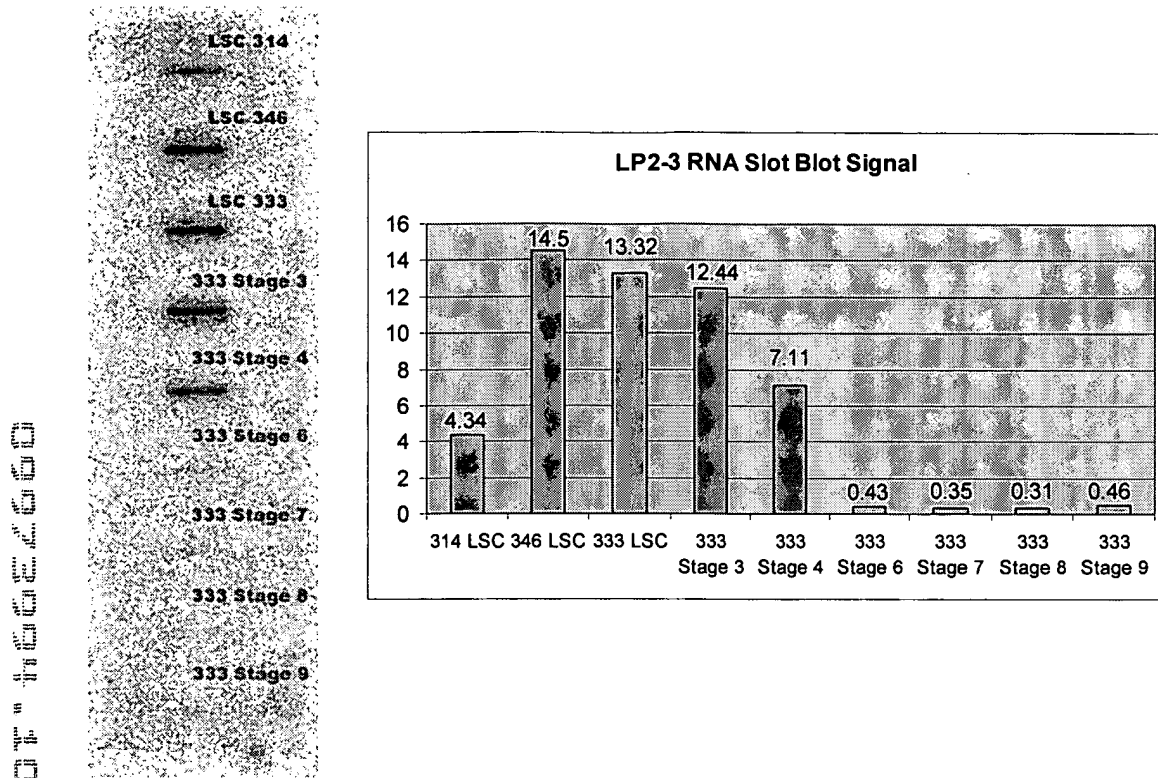 LSC 314
LSC 346
LSC 333
333 Stage 3
333 Stage 4
333 Stage 6
333 Stage 7
333 Stage 8
333 Stage 9
LP2-3 RNA Slot Blot Signal
16
14
12
10
8
6
4
2
0
4.34
14.5
13.32
12.44
7.11
0.43
0.35
0.31
0.46
314 LSC 346 LSC 333 LSC 333 333 333 333 333 333
Stage 3 Stage 4 Stage 6 Stage 7 Stage 8 Stage 9